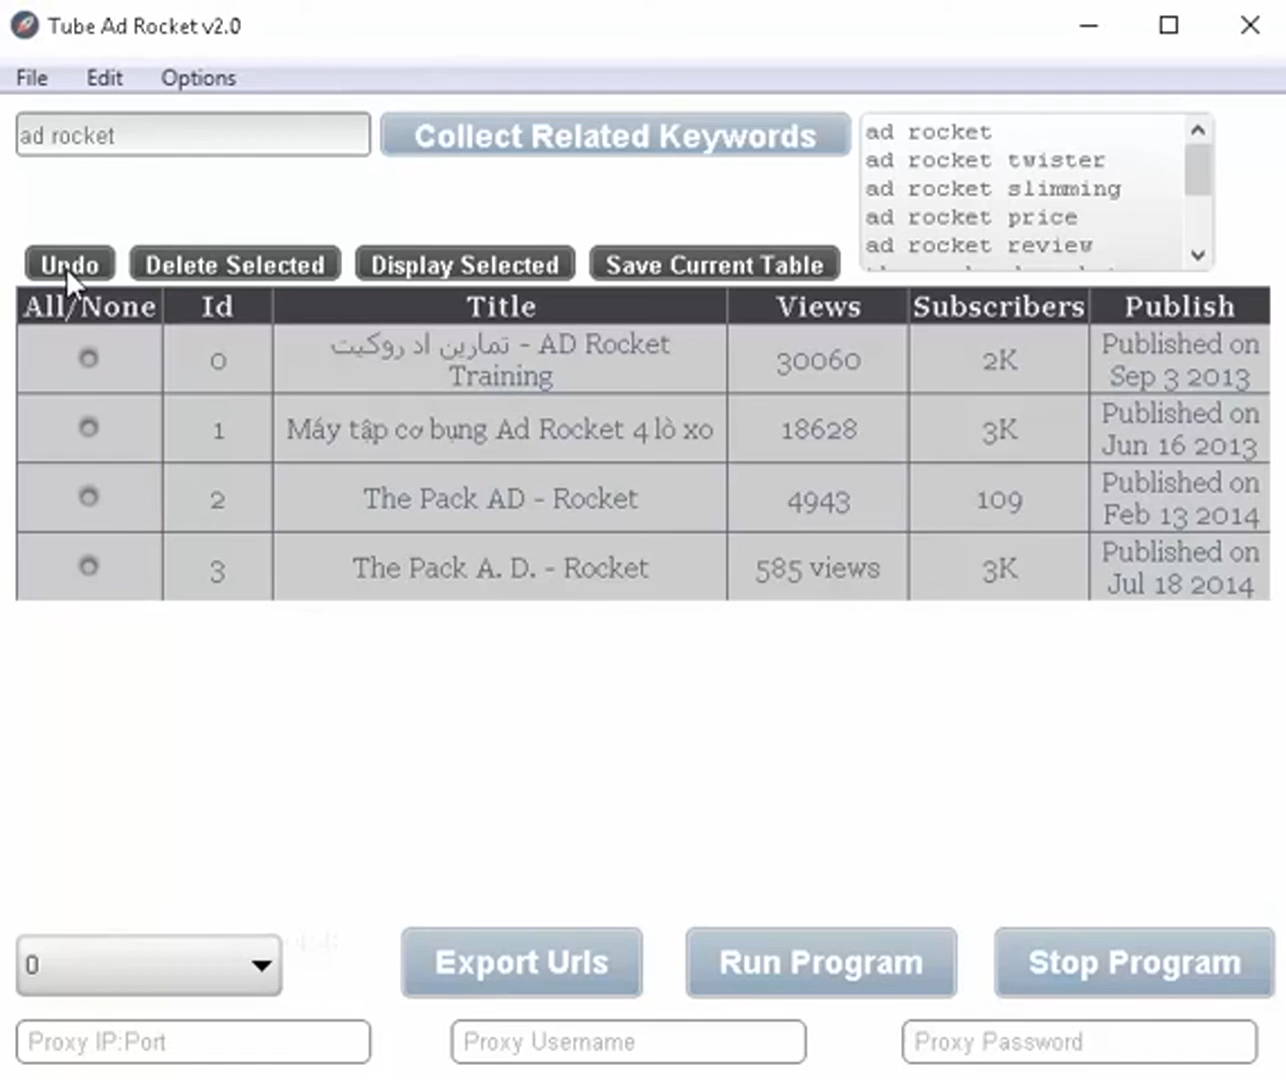 Tube Ad Rocket v2.0
File Edit Options
ad rocket
Collect Related Keywords
ad rocket
ad rocket twister
ad rocket slimming
ad rocket price
ad rocket review
Undo Delete Selected Display Selected Save Current Table
All/None Id Title Views Subscribers Publish
0 تمارين اد روكيت - AD Rocket Training 30060 2K Published on Sep 3 2013
1 Máy tập cơ bụng Ad Rocket 4 lò xo 18628 3K Published on Jun 16 2013
2 The Pack AD - Rocket 4943 109 Published on Feb 13 2014
3 The Pack A. D. - Rocket 585 views 3K Published on Jul 18 2014
0 Export Urls Run Program Stop Program
Proxy IP:Port Proxy Username Proxy Password